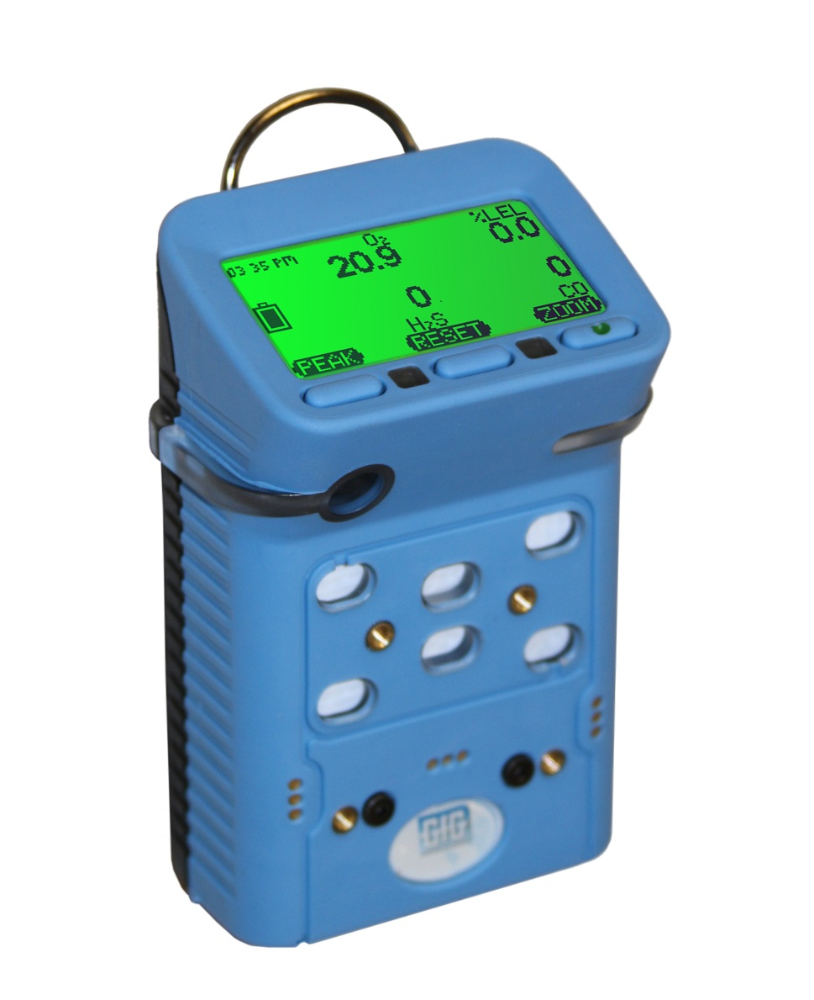 03 35 PM
O₂
20.9
%LEL
0.0
0
H₂S
0
CO
PEAK
RESET
ZOOM
GfG